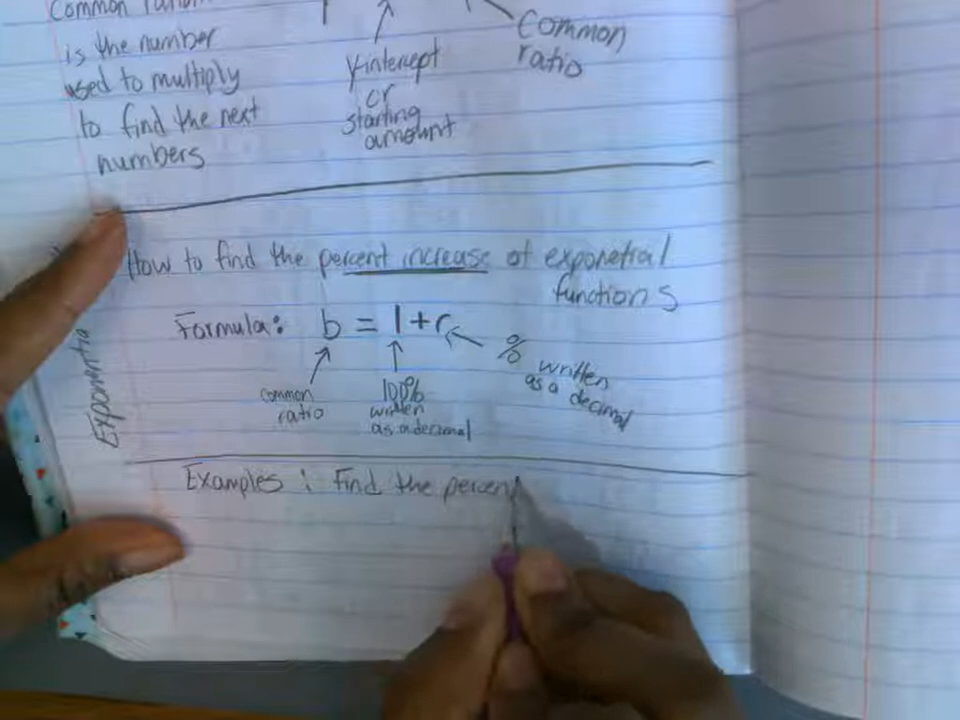 Common ratio
is the number
used to multiply
to find the next
numbers
y-intercept
or
starting
amount
Common
ratio
How to find the percent increase of exponetial
functions
Formula: b = 1+r
common
ratio
100%
written
as a decimal
% written
as a decimal
Exponentia
Examples : Find the percent